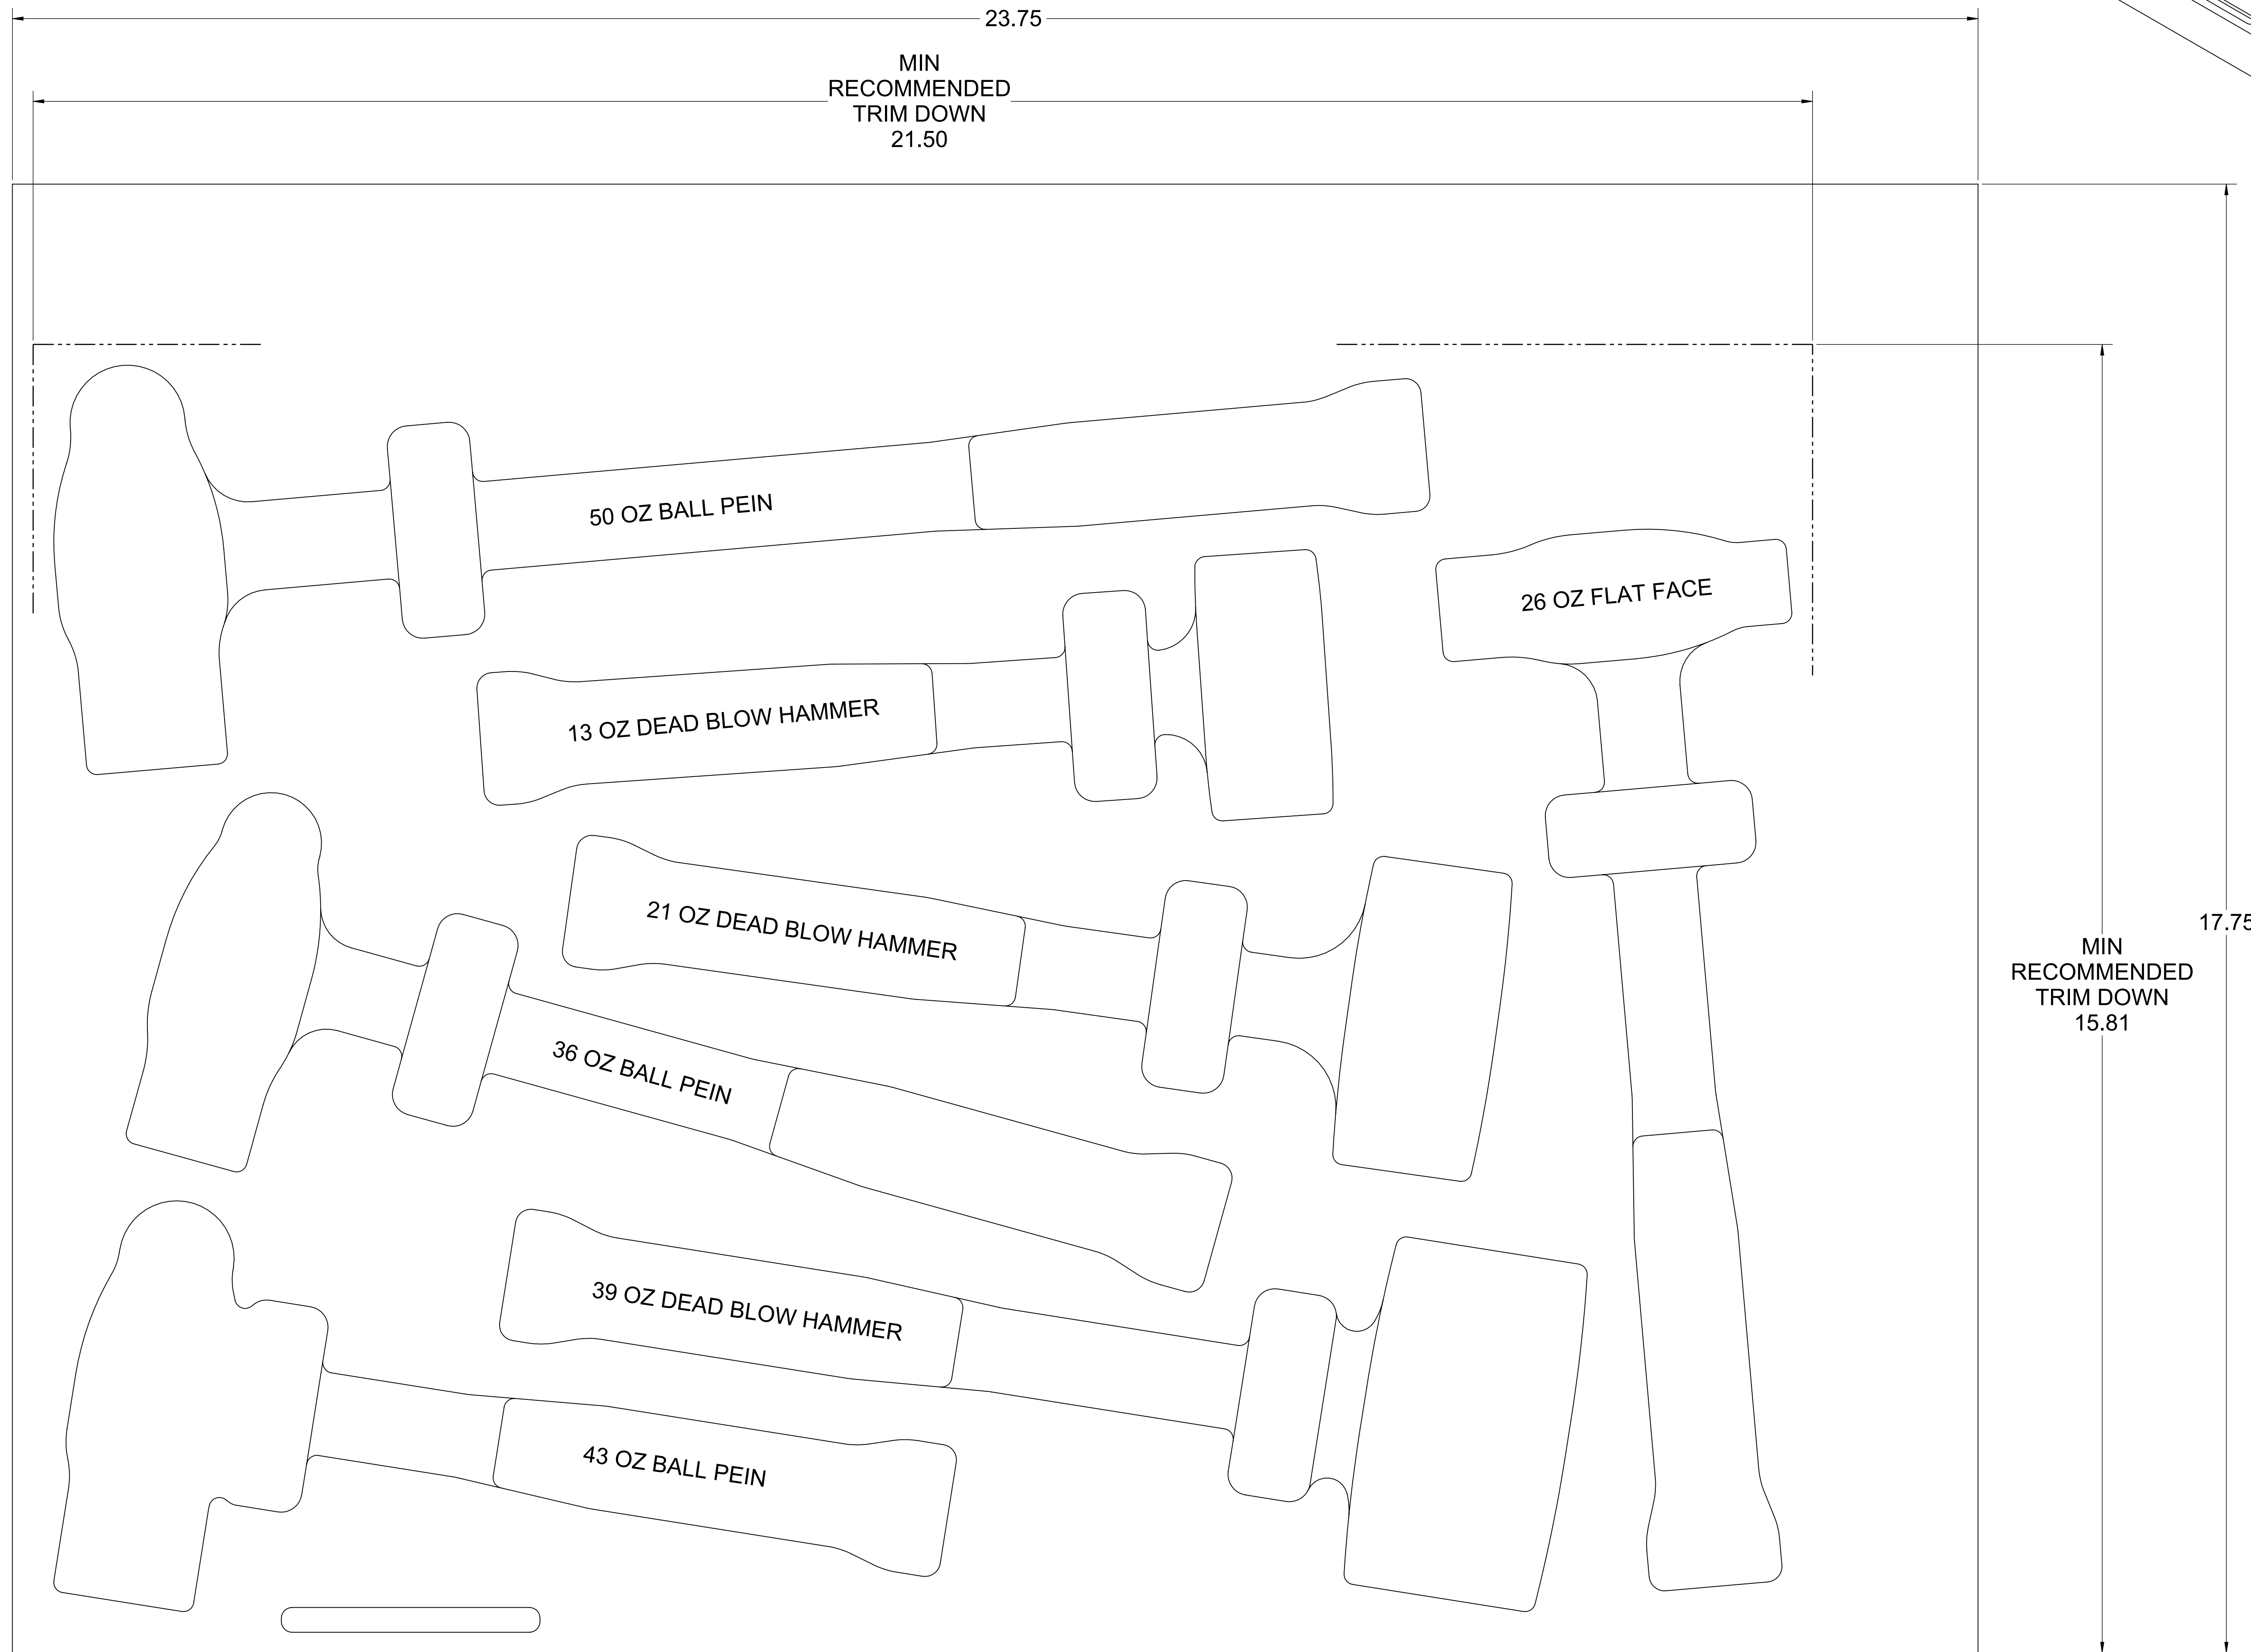 23.75
MIN
RECOMMENDED
TRIM DOWN
21.50
50 OZ BALL PEIN
26 OZ FLAT FACE
13 OZ DEAD BLOW HAMMER
21 OZ DEAD BLOW HAMMER
17.75
MIN
RECOMMENDED
TRIM DOWN
15.81
36 OZ BALL PEIN
39 OZ DEAD BLOW HAMMER
43 OZ BALL PEIN